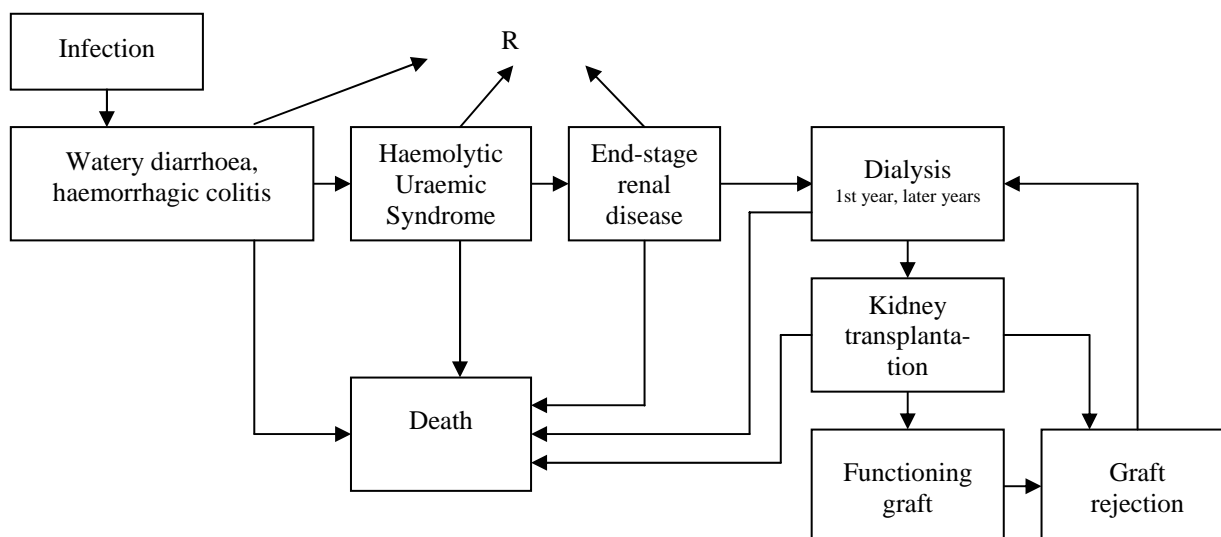 Infection
R
Watery diarrhoea,
haemorrhagic colitis
Haemolytic
Uraemic
Syndrome
End-stage
renal
disease
Dialysis
1st year, later years
Kidney
transplanta-
tion
Death
Functioning
graft
Graft
rejection